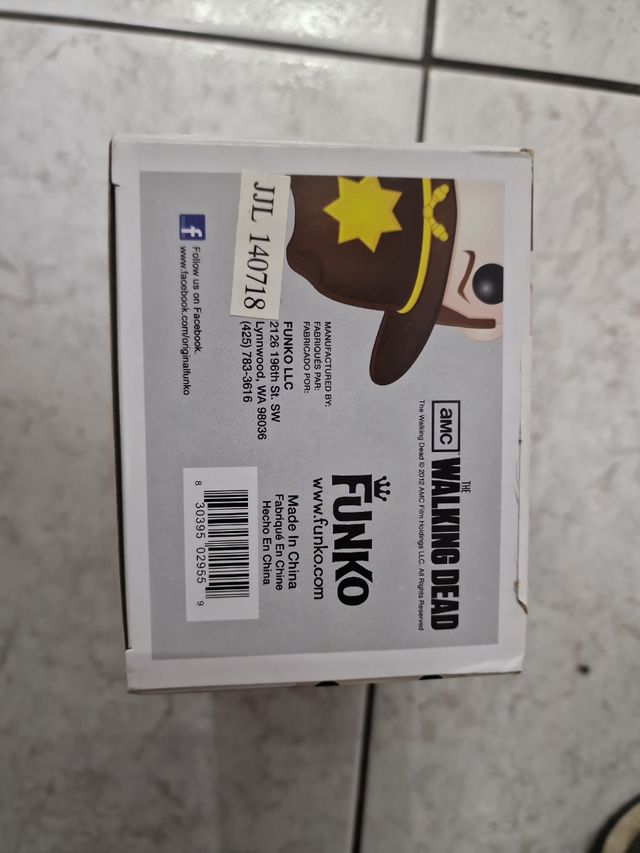 amc THE WALKING DEAD
The Walking Dead © 2012 AMC Film Holdings LLC. All Rights Reserved
MANUFACTURED BY:
FABRIQUÉS PAR:
FABRICADO POR:
FUNKO LLC
2126 196th St. SW
Lynnwood, WA 98036
(425) 783-3616
JJL 140718
f Follow us on Facebook.
www.facebook.com/originalfunko
FUNKO
www.funko.com
Made In China
Fabriqué En Chine
Hecho En China
8 30395 02955 9